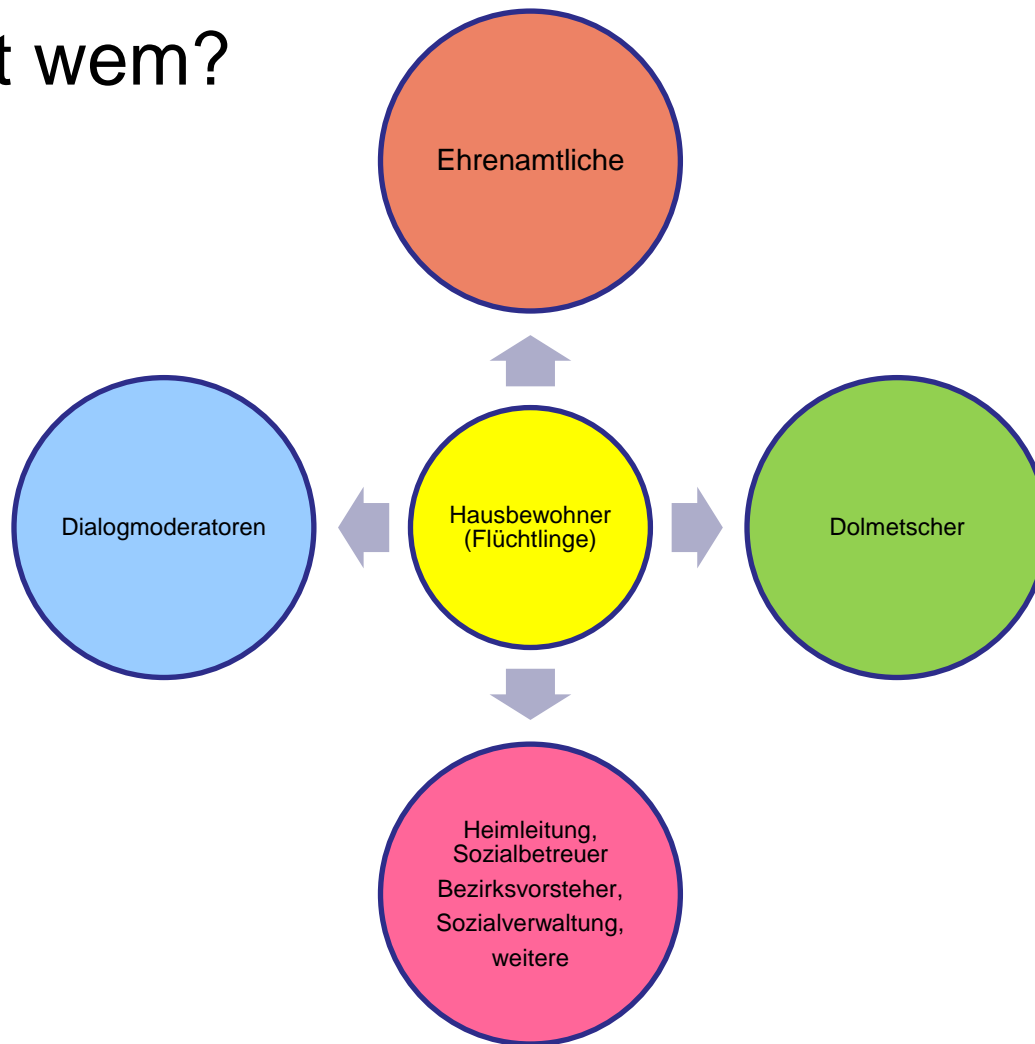 t wem?
Ehrenamtliche
Dialogmoderatoren
Hausbewohner
(Flüchtlinge)
Dolmetscher
Heimleitung,
Sozialbetreuer
Bezirksvorsteher,
Sozialverwaltung,
weitere